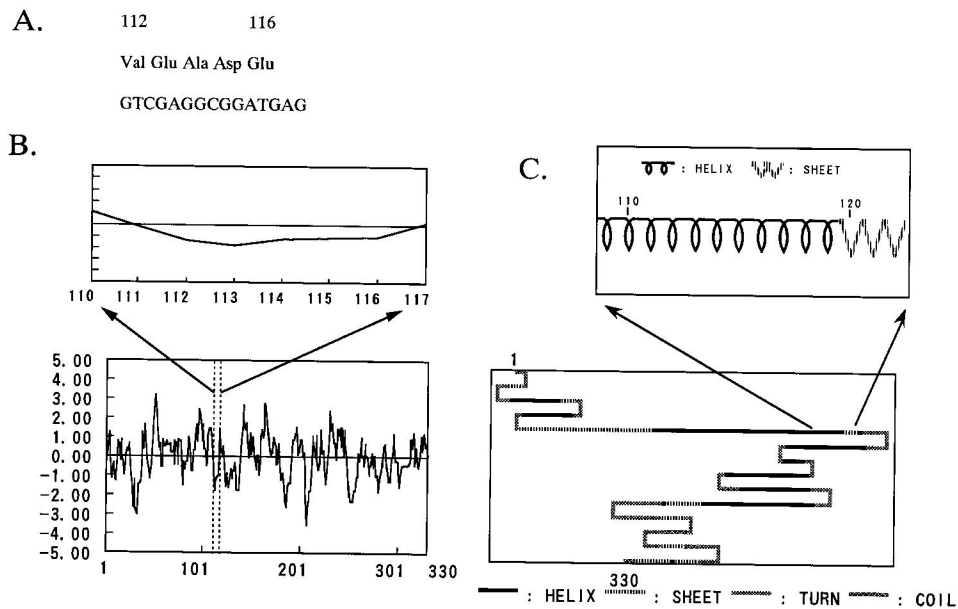 A.
112 116
Val Glu Ala Asp Glu
GTCGAGGCGGATGAG
B.
110 111 112 113 114 115 116 117
5.00
4.00
3.00
2.00
1.00
0.00
-1.00
-2.00
-3.00
-4.00
-5.00
1 101 201 301 330
C.
: HELIX : SHEET
110 120
1
330
: HELIX : SHEET : TURN : COIL